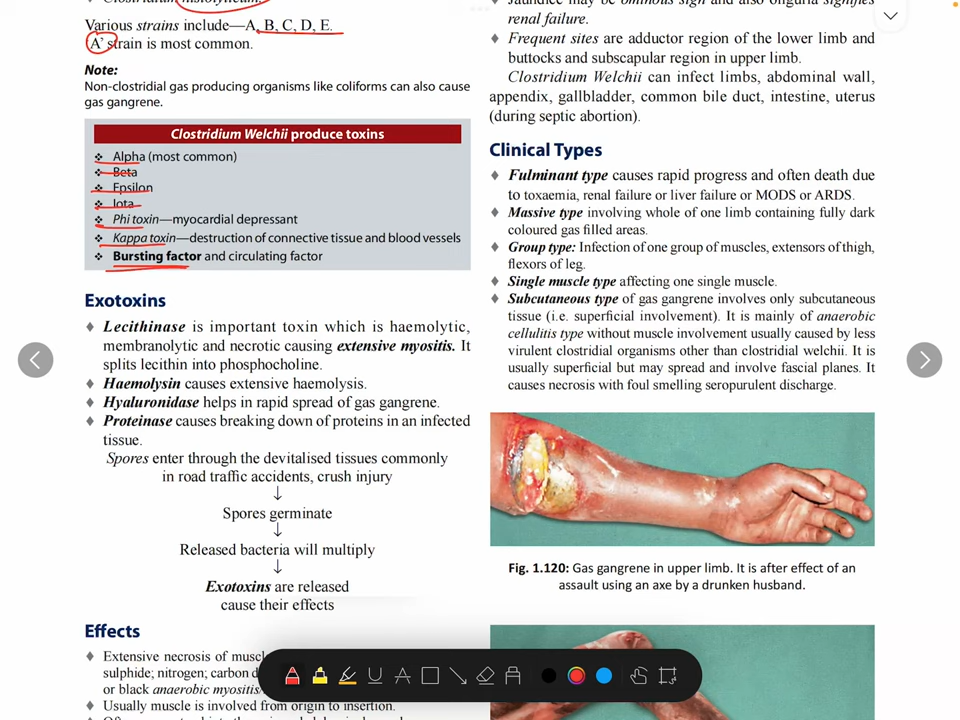 Clostridium histolyticum.
Various strains include—A, B, C, D, E.
'A' strain is most common.
Note:
Non-clostridial gas producing organisms like coliforms can also cause
gas gangrene.
Clostridium Welchii produce toxins
❖ Alpha (most common)
❖ Beta
❖ Epsilon
❖ Iota
❖ Phi toxin—myocardial depressant
❖ Kappa toxin—destruction of connective tissue and blood vessels
❖ Bursting factor and circulating factor
Exotoxins
♦ Lecithinase is important toxin which is haemolytic,
membranolytic and necrotic causing extensive myositis. It
splits lecithin into phosphocholine.
♦ Haemolysin causes extensive haemolysis.
♦ Hyaluronidase helps in rapid spread of gas gangrene.
♦ Proteinase causes breaking down of proteins in an infected
tissue.
Spores enter through the devitalised tissues commonly
in road traffic accidents, crush injury
↓
Spores germinate
↓
Released bacteria will multiply
↓
Exotoxins are released
cause their effects
Effects
♦ Extensive necrosis of muscl
sulphide; nitrogen; carbon d
or black anaerobic myositis
♦ Usually muscle is involved from origin to insertion.
Jaundice may be ominous sign and also oliguria signifies
renal failure.
♦ Frequent sites are adductor region of the lower limb and
buttocks and subscapular region in upper limb.
Clostridium Welchii can infect limbs, abdominal wall,
appendix, gallbladder, common bile duct, intestine, uterus
(during septic abortion).
Clinical Types
♦ Fulminant type causes rapid progress and often death due
to toxaemia, renal failure or liver failure or MODS or ARDS.
♦ Massive type involving whole of one limb containing fully dark
coloured gas filled areas.
♦ Group type: Infection of one group of muscles, extensors of thigh,
flexors of leg.
♦ Single muscle type affecting one single muscle.
♦ Subcutaneous type of gas gangrene involves only subcutaneous
tissue (i.e. superficial involvement). It is mainly of anaerobic
cellulitis type without muscle involvement usually caused by less
virulent clostridial organisms other than clostridial welchii. It is
usually superficial but may spread and involve fascial planes. It
causes necrosis with foul smelling seropurulent discharge.
Fig. 1.120: Gas gangrene in upper limb. It is after effect of an
assault using an axe by a drunken husband.